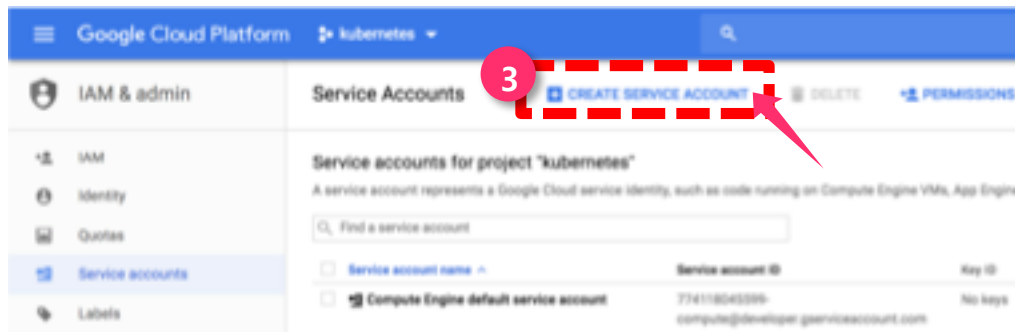 Google Cloud Platform kubernetes
IAM & admin
Service Accounts
3
CREATE SERVICE ACCOUNT
DELETE
PERMISSIONS
IAM
Identity
Quotas
Service accounts
Labels
Service accounts for project "kubernetes"
A service account represents a Google Cloud service identity, such as code running on Compute Engine VMs, App Engine
Find a service account
Service account name Service account ID Key ID
Compute Engine default service account 774118045399- No keys
compute@developer.gserviceaccount.com